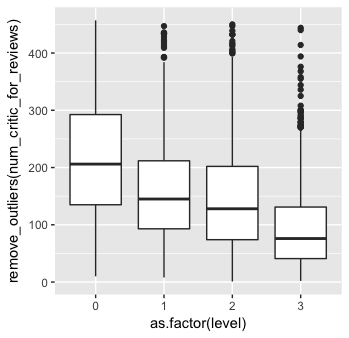 remove_outliers(num_critic_for_reviews)
400
300
200
100
0
0 1 2 3
as.factor(level)